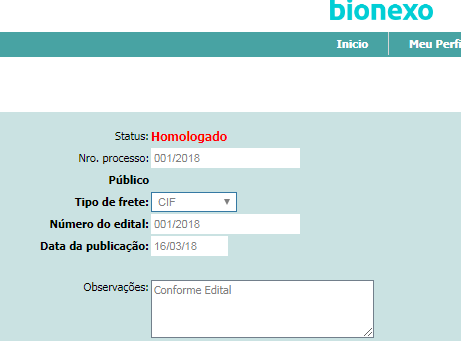 bionexo
Inicio Meu Perfi
Status: Homologado
Nro. processo: 001/2018
Público
Tipo de frete: CIF
Número do edital: 001/2018
Data da publicação: 16/03/18
Observações: Conforme Edital